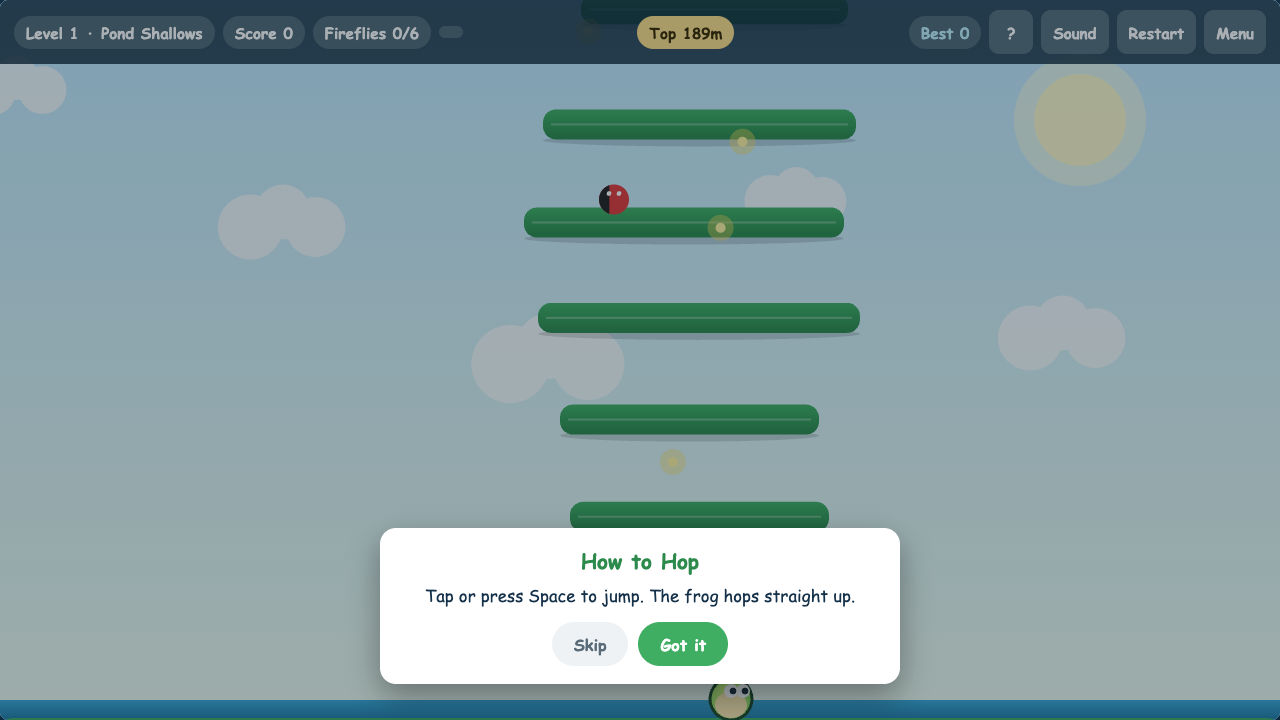 Level 1 · Pond Shallows
Score 0
Fireflies 0/6
Top 189m
Best 0
?
Sound
Restart
Menu
How to Hop
Tap or press Space to jump. The frog hops straight up.
Skip
Got it